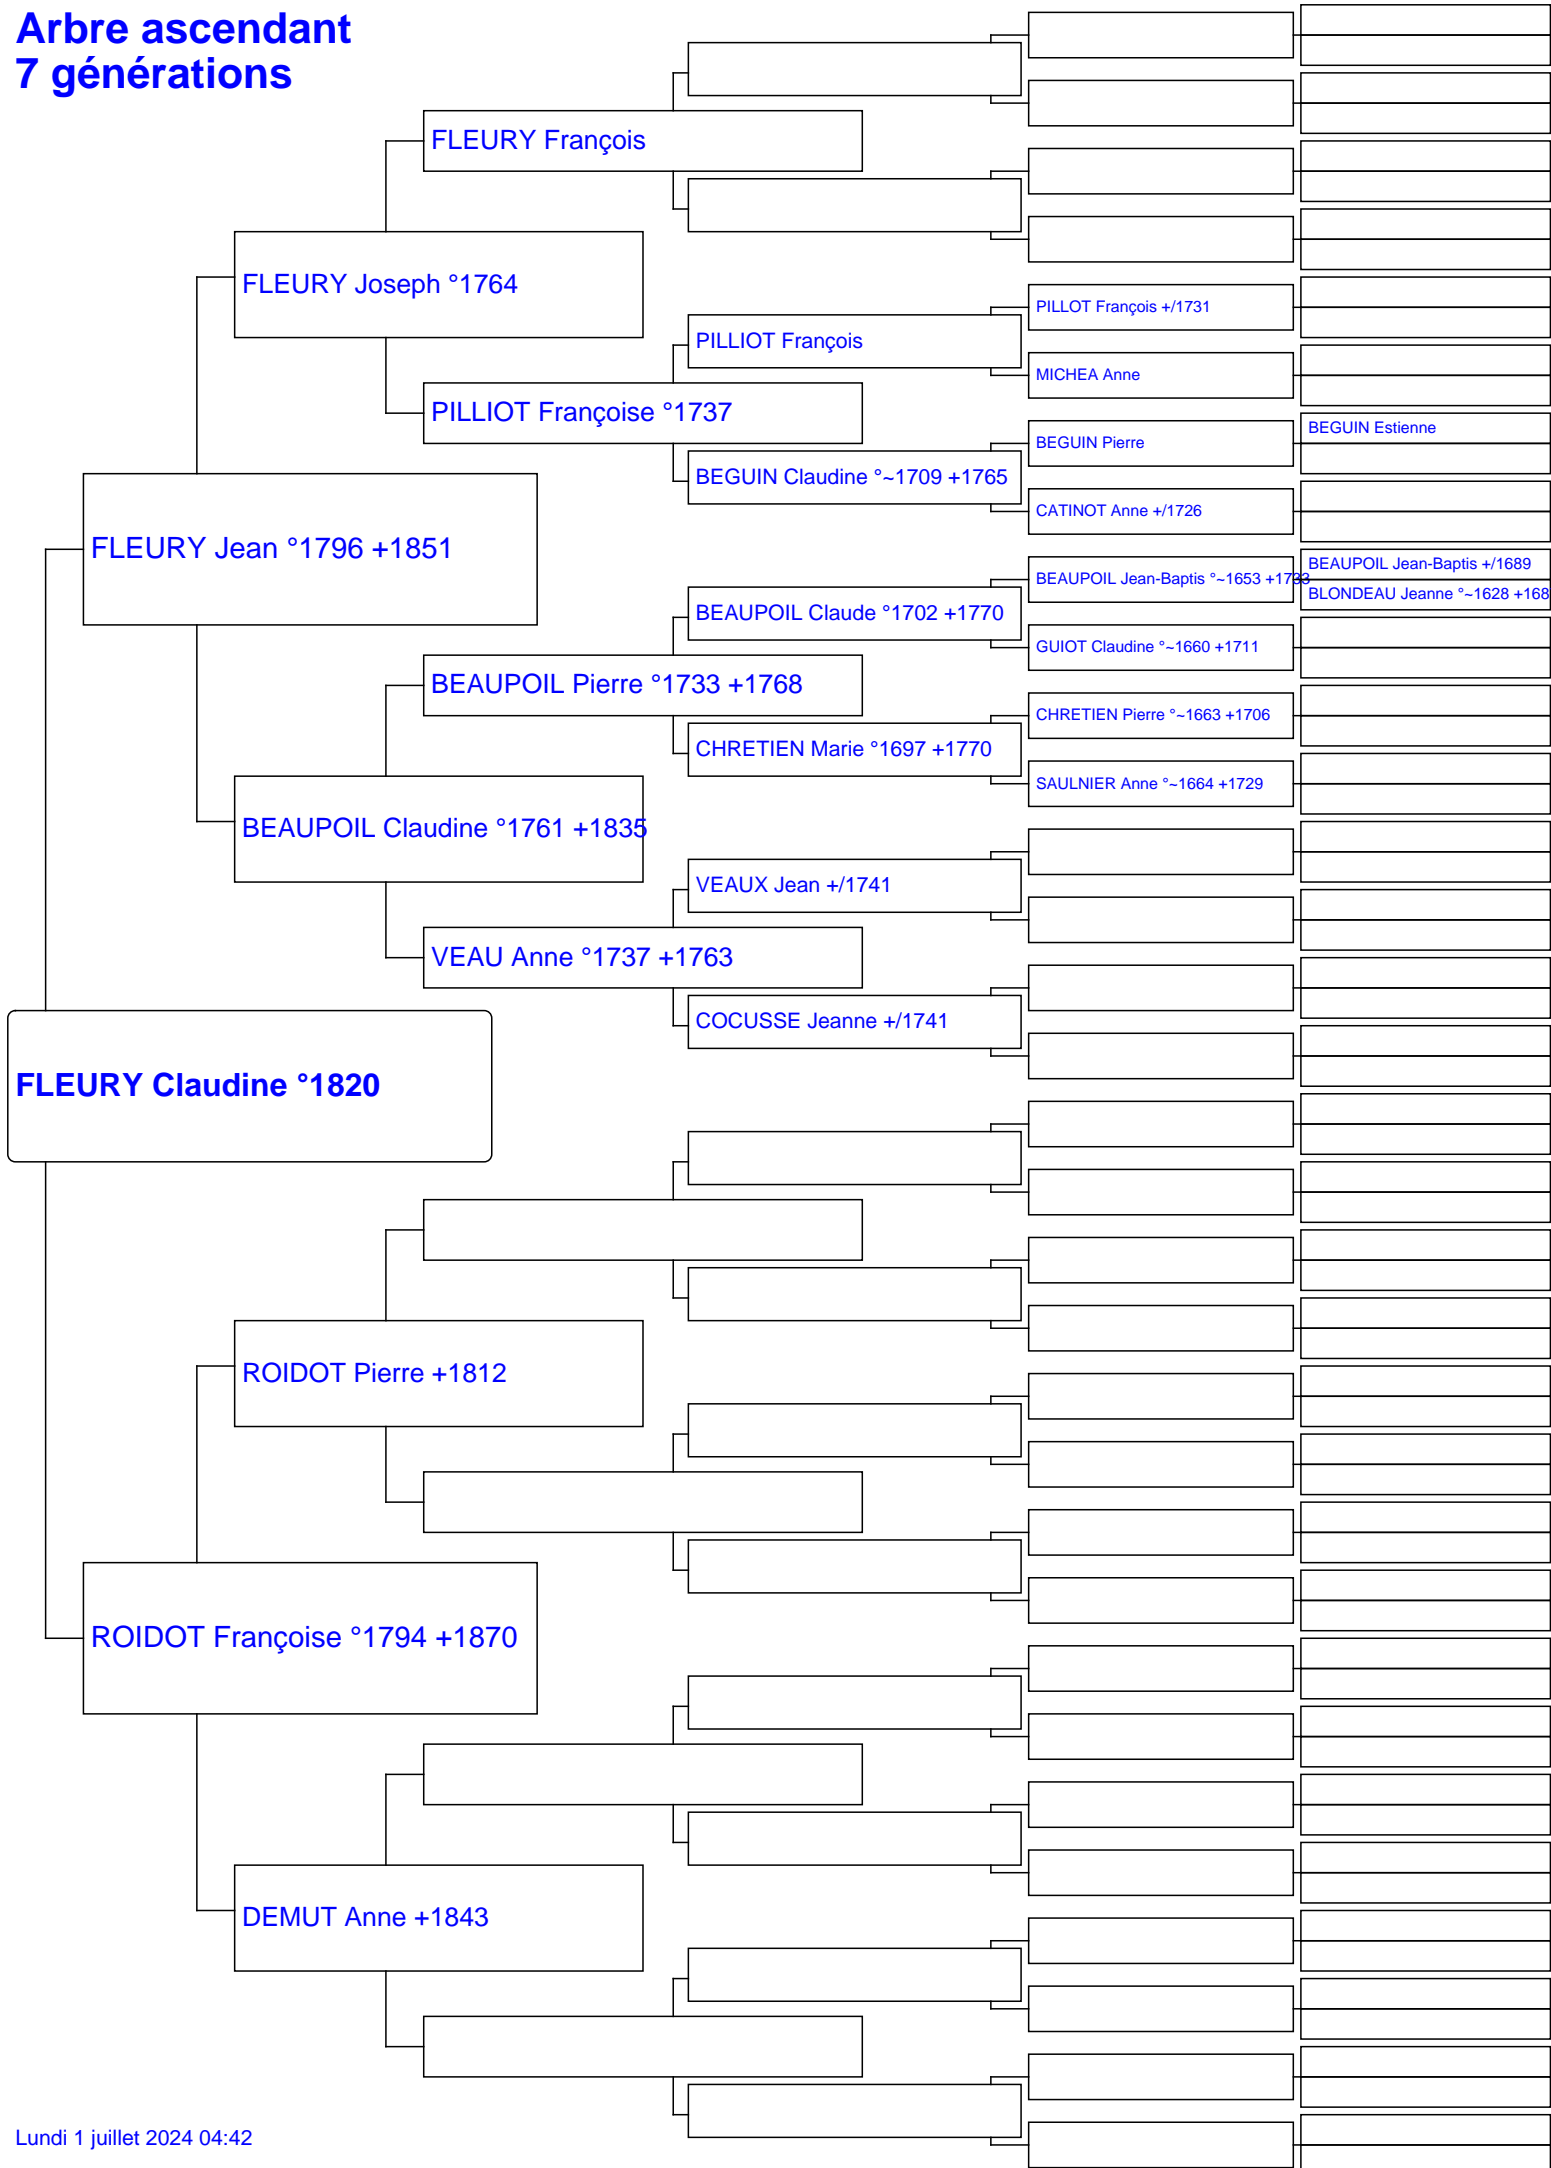 Arbre ascendant
7 générations
FLEURY François
FLEURY Joseph °1764
PILLOT François +/1731
PILLIOT François
MICHEA Anne
PILLIOT Françoise °1737
BEGUIN Estienne
BEGUIN Pierre
BEGUIN Claudine °~1709 +1765
CATINOT Anne +/1726
FLEURY Jean °1796 +1851
BEAUPOIL Jean-Baptis +/1689
BEAUPOIL Jean-Baptis °~1653 +1733
BLONDEAU Jeanne °~1628 +168
BEAUPOIL Claude °1702 +1770
GUIOT Claudine °~1660 +1711
BEAUPOIL Pierre °1733 +1768
CHRETIEN Pierre °~1663 +1706
CHRETIEN Marie °1697 +1770
SAULNIER Anne °~1664 +1729
BEAUPOIL Claudine °1761 +1835
VEAUX Jean +/1741
VEAU Anne °1737 +1763
COCUSSE Jeanne +/1741
FLEURY Claudine °1820
ROIDOT Pierre +1812
ROIDOT Françoise °1794 +1870
DEMUT Anne +1843
Lundi 1 juillet 2024 04:42